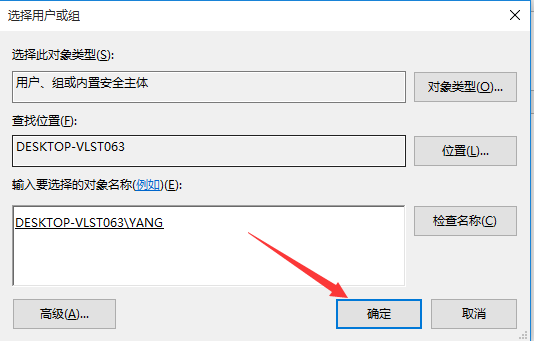 选择用户或组
选择此对象类型(S):
用户、组或内置安全主体
对象类型(O)...
查找位置(F):
DESKTOP-VLST063
位置(L)...
输入要选择的对象名称(例如)(E):
DESKTOP-VLST063\YANG
检查名称(C)
高级(A)...
确定
取消